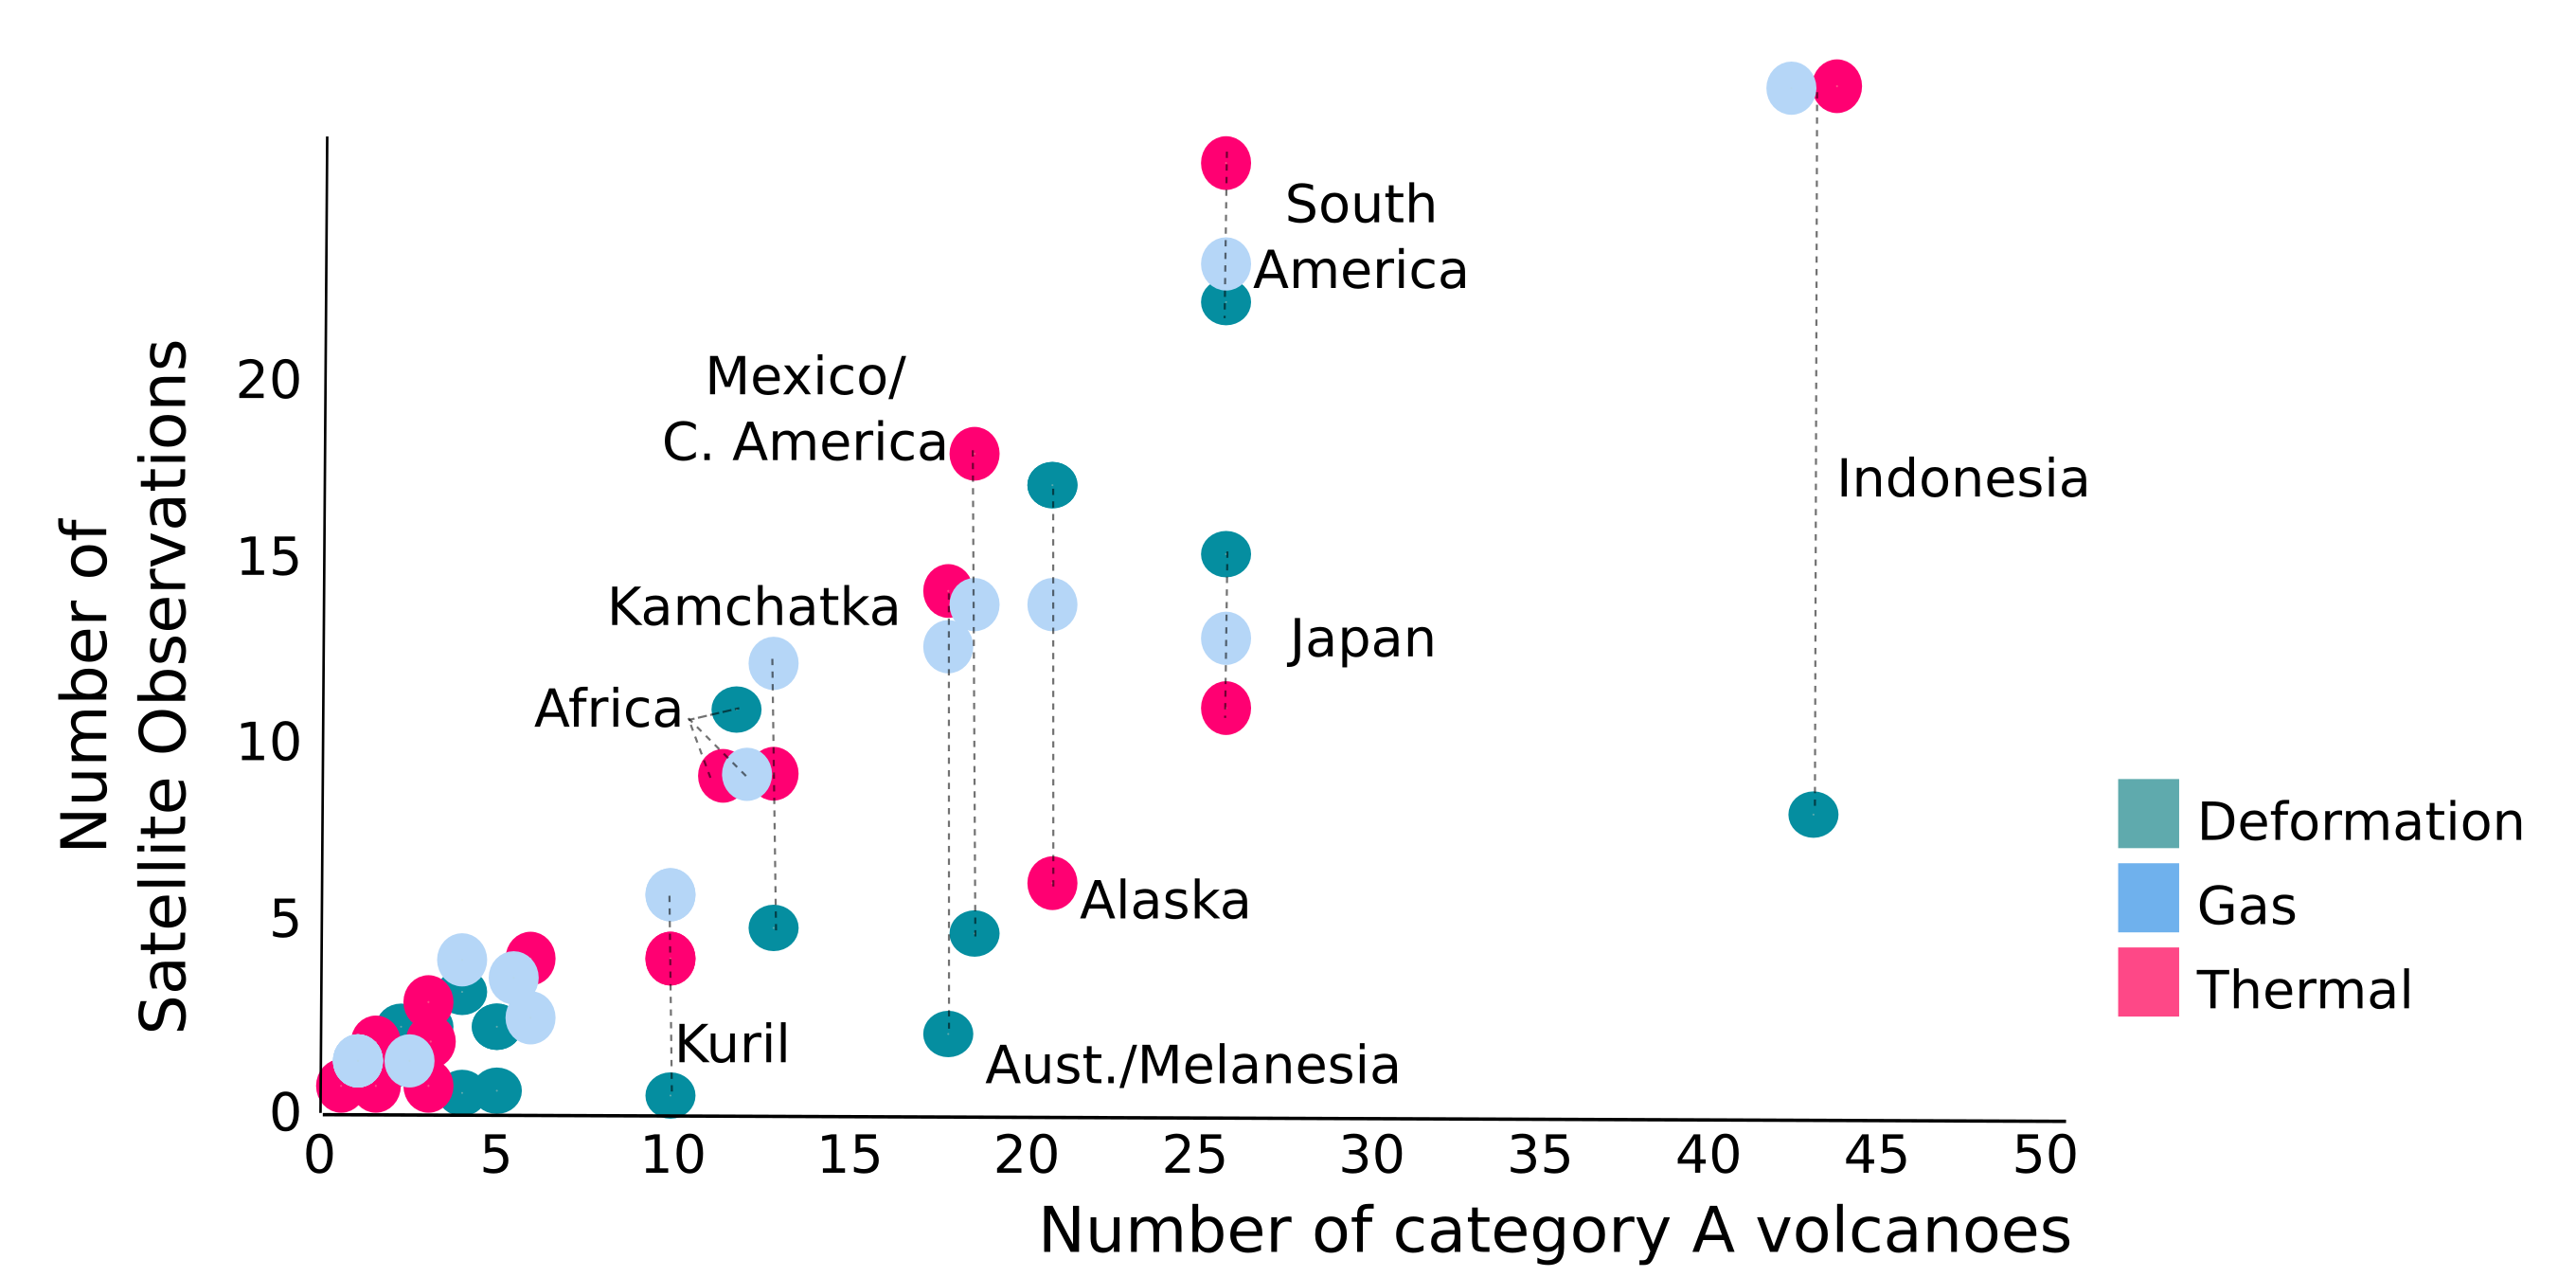 South
America
Mexico/
C. America
Indonesia
Kamchatka
Japan
Africa
Alaska
Kuril
Aust./Melanesia
Number of
Satellite Observations
20
15
10
5
0
0 5 10 15 20 25 30 35 40 45 50
Number of category A volcanoes
Deformation
Gas
Thermal